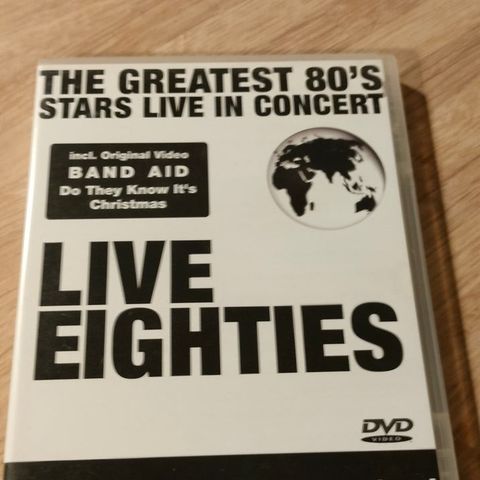 THE GREATEST 80'S
STARS LIVE IN CONCERT
incl. Original Video
BAND AID
Do They Know It's
Christmas
LIVE
EIGHTIES
DVD
VIDEO